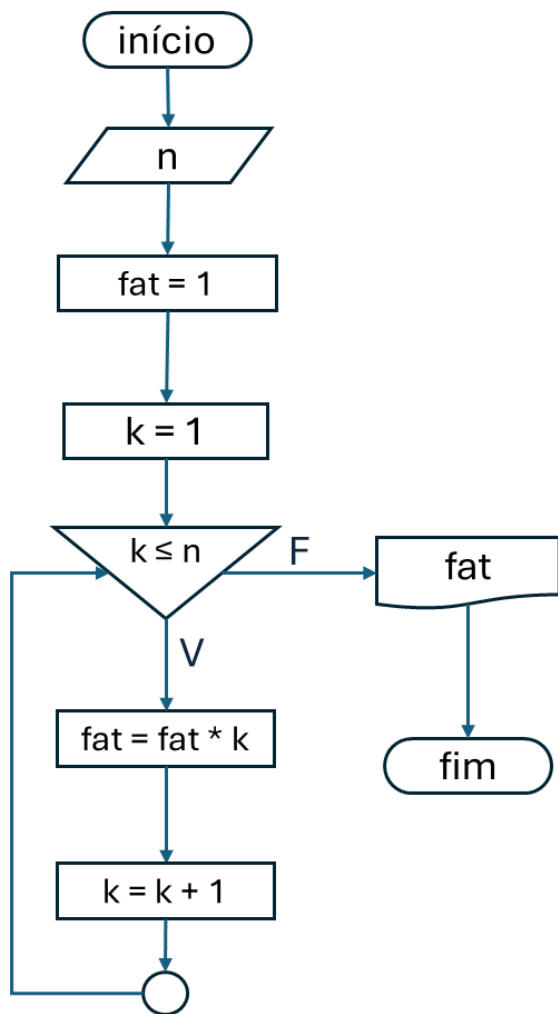 início
n
fat = 1
k = 1
k ≤ n
F
fat
V
fat = fat * k
fim
k = k + 1